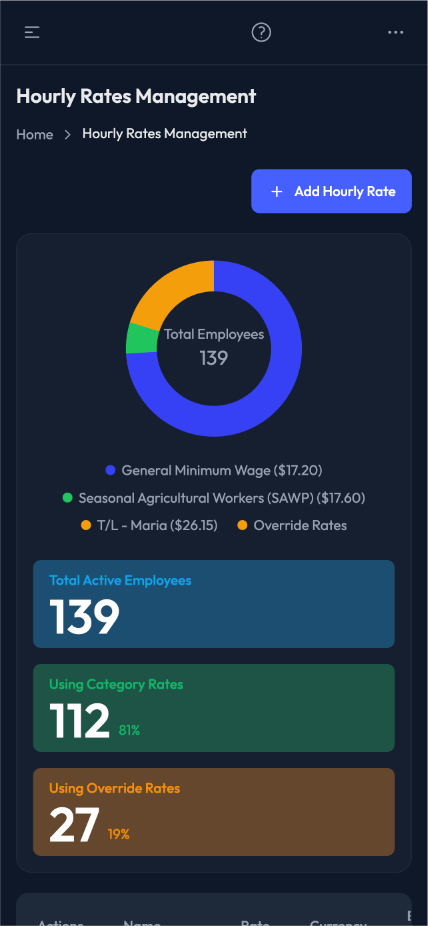 Hourly Rates Management
Home > Hourly Rates Management
+ Add Hourly Rate
Total Employees
139
General Minimum Wage ($17.20)
Seasonal Agricultural Workers (SAWP) ($17.60)
T/L - Maria ($26.15) Override Rates
Total Active Employees
139
Using Category Rates
112 81%
Using Override Rates
27 19%
Actions Name Rate Currency